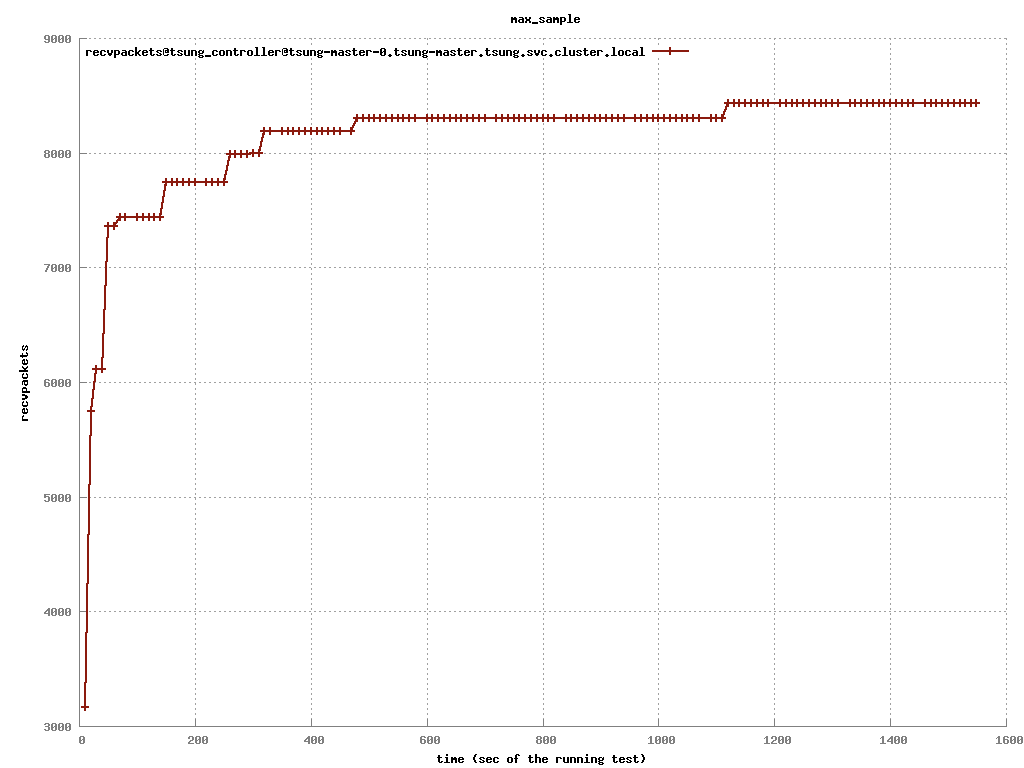 max_sample
9000
recvpackets@tsung_controller@tsung-master-0.tsung-master.tsung.svc.cluster.local
8000
7000
6000
recvpackets
5000
4000
3000
0 200 400 600 800 1000 1200 1400 1600
time (sec of the running test)